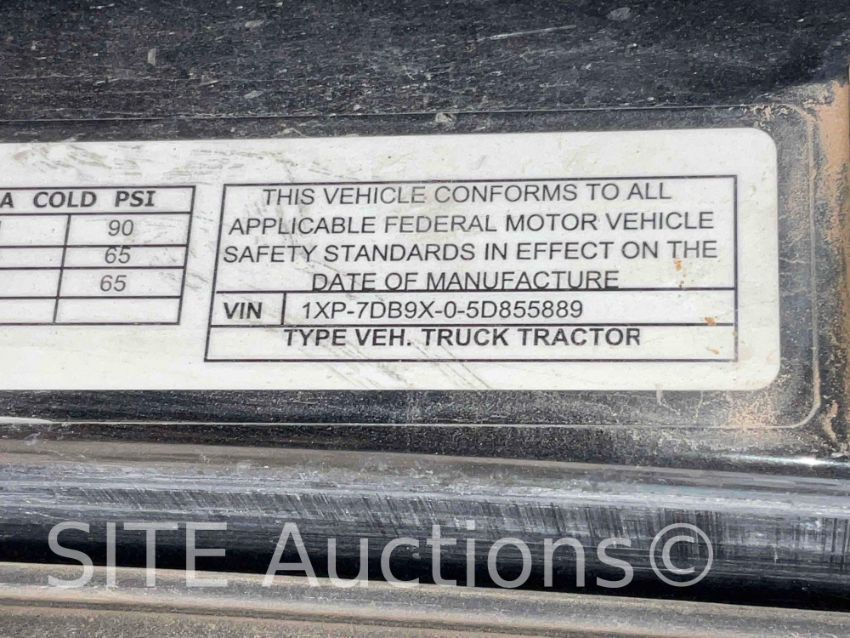 A COLD PSI
90
65
65
THIS VEHICLE CONFORMS TO ALL
APPLICABLE FEDERAL MOTOR VEHICLE
SAFETY STANDARDS IN EFFECT ON THE
DATE OF MANUFACTURE
VIN 1XP-7DB9X-0-5D855889
TYPE VEH. TRUCK TRACTOR
SITE Auctions©